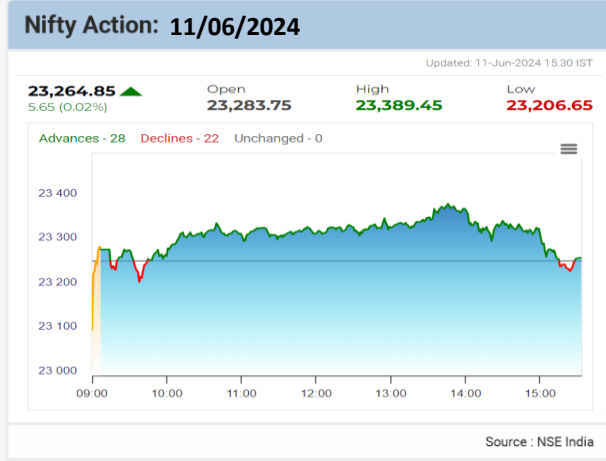 Nifty Action: 11/06/2024
Updated: 11-Jun-2024 15:30 IST
23,264.85 Open High Low
5.65 (0.02%) 23,283.75 23,389.45 23,206.65
Advances - 28 Declines - 22 Unchanged - 0
23 400
23 300
23 200
23 100
23 000
09:00 10:00 11:00 12:00 13:00 14:00 15:00
Source : NSE India